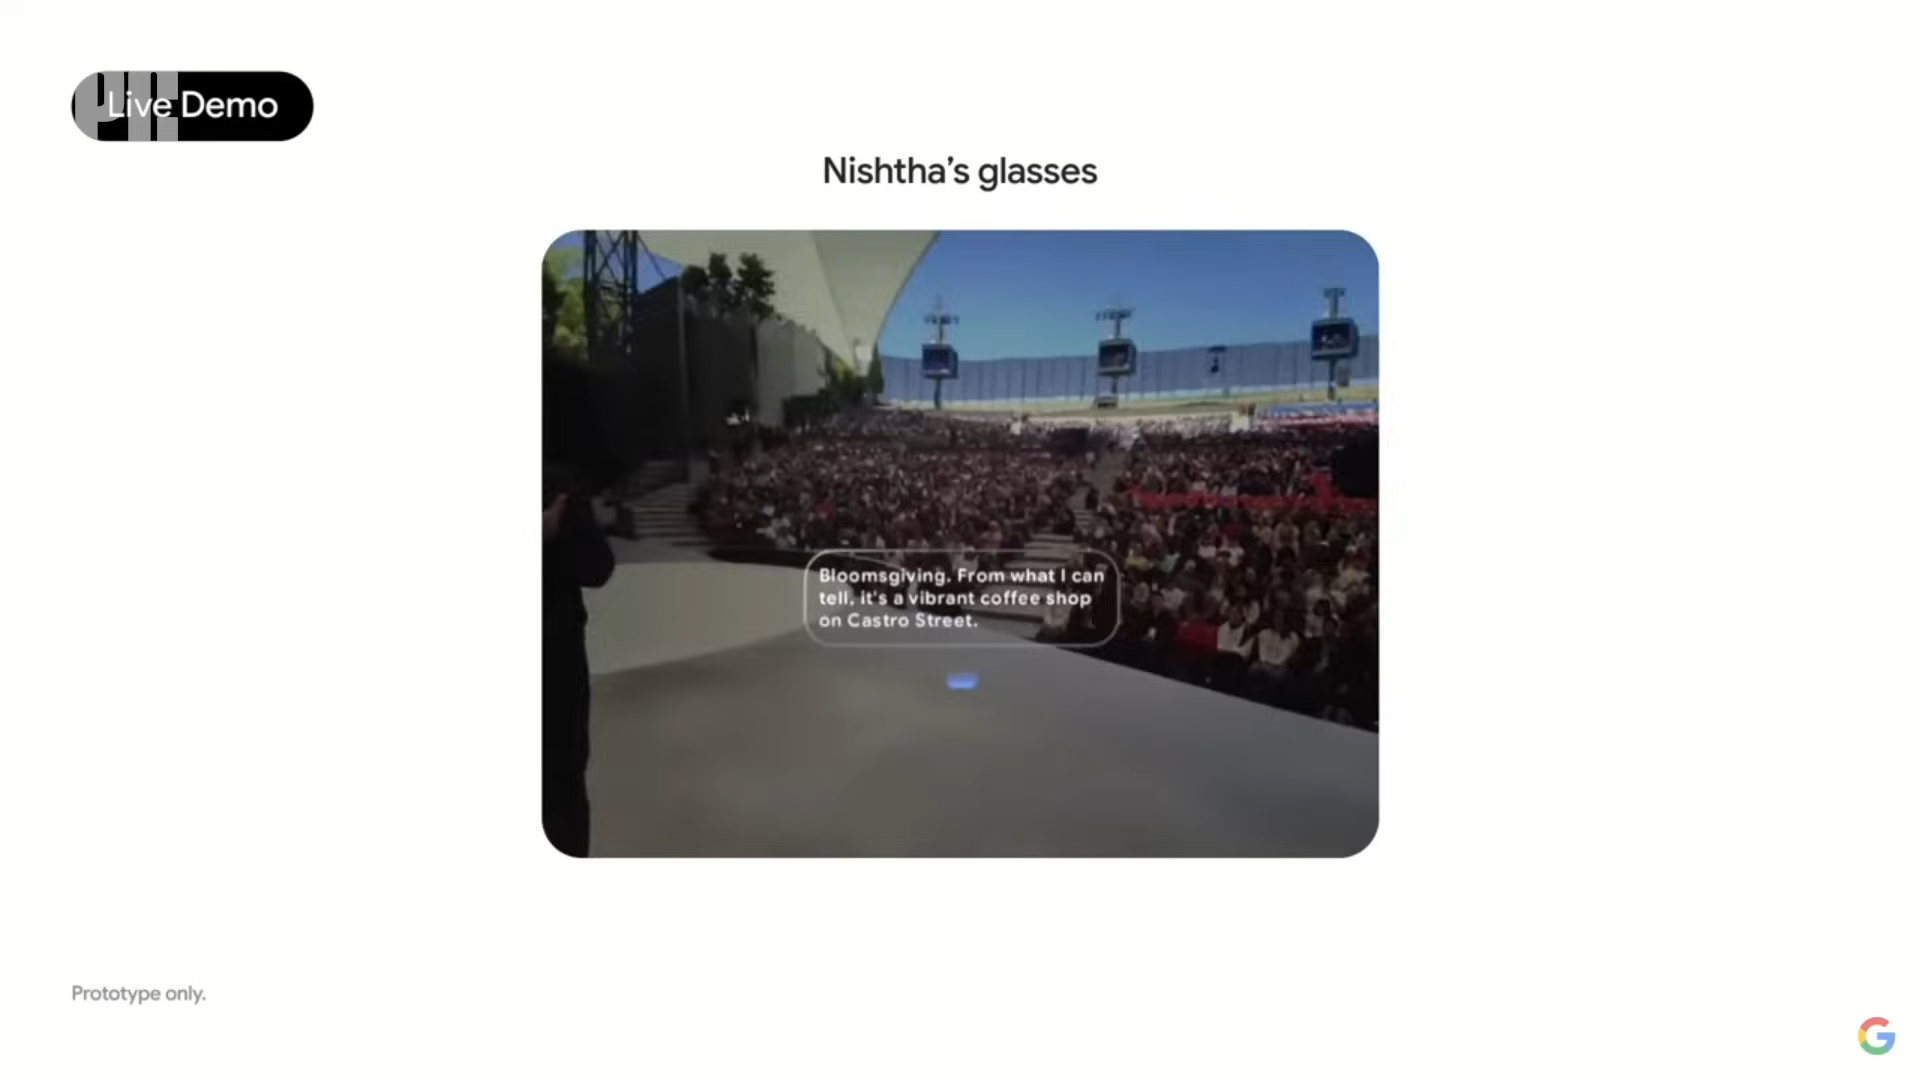 Live Demo
Nishtha's glasses
Bloomsgiving. From what I can
tell, it's a vibrant coffee shop
on Castro Street.
Prototype only.